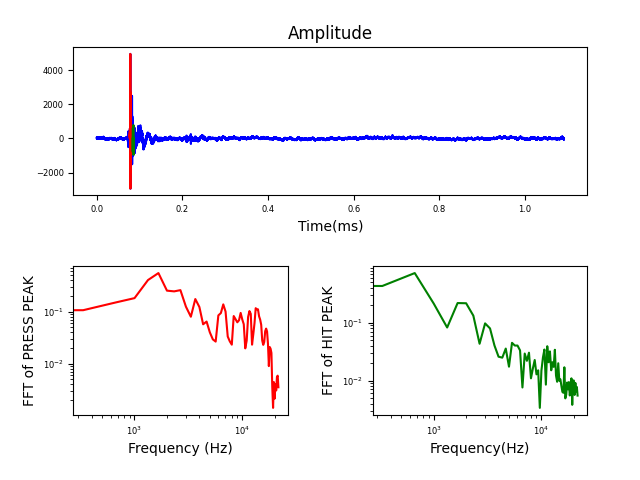 Amplitude
4000
2000
0
−2000
0.0 0.2 0.4 0.6 0.8 1.0
Time(ms)
FFT of PRESS PEAK
10⁻¹
10⁻²
10³ 10⁴
Frequency (Hz)
FFT of HIT PEAK
10⁻¹
10⁻²
10³ 10⁴
Frequency(Hz)